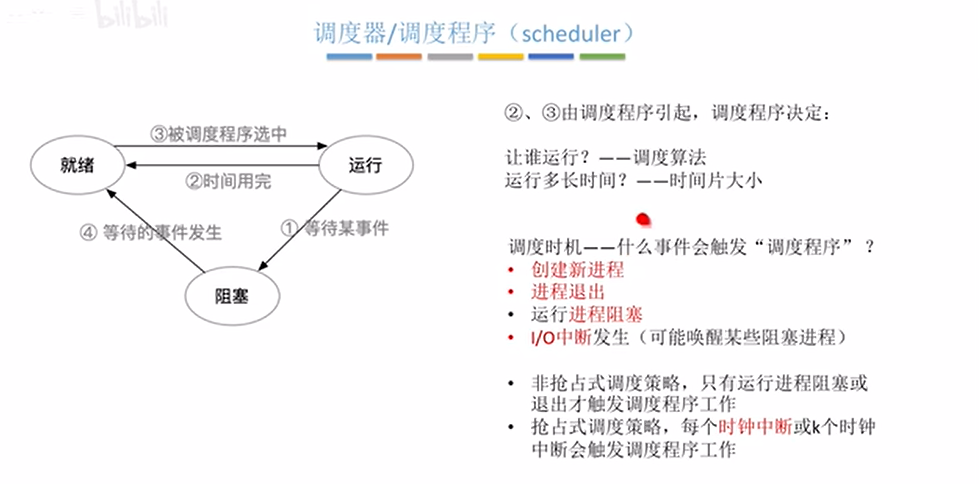 bilibili
调度器/调度程序（scheduler）
③被调度程序选中
就绪
运行
②时间用完
④ 等待的事件发生
① 等待某事件
阻塞
②、③由调度程序引起，调度程序决定：
让谁运行？——调度算法
运行多长时间？——时间片大小
调度时机——什么事件会触发“调度程序”？
• 创建新进程
• 进程退出
• 运行进程阻塞
• I/O中断发生（可能唤醒某些阻塞进程）
• 非抢占式调度策略，只有运行进程阻塞或
退出才触发调度程序工作
• 抢占式调度策略，每个时钟中断或k个时钟
中断会触发调度程序工作